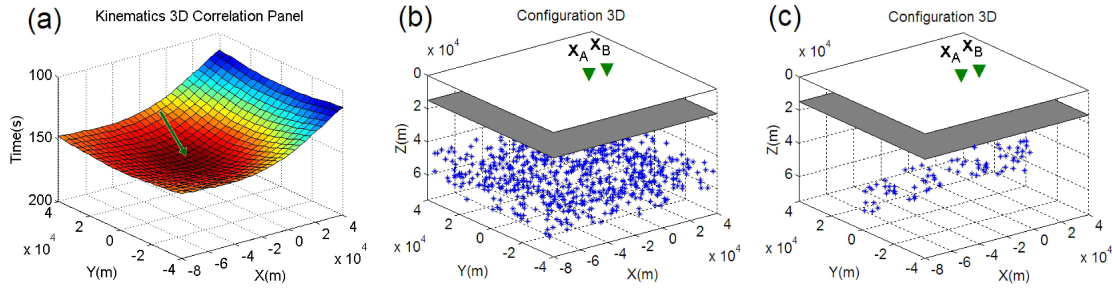 (a)
Kinematics 3D Correlation Panel
100
150
200
Time(s)
4
2
0
-2
-4
x 10^4
Y(m)
-8
-6
-4
-2
0
2
4
x 10^4
X(m)
(b)
Configuration 3D
x 10^4
X_A X_B
0
2
4
6
Z(m)
4
2
0
-2
-4
x 10^4
Y(m)
-8
-6
-4
-2
0
2
4
x 10^4
X(m)
(c)
Configuration 3D
x 10^4
X_A X_B
0
2
4
6
Z(m)
4
2
0
-2
-4
x 10^4
Y(m)
-8
-6
-4
-2
0
2
4
x 10^4
X(m)